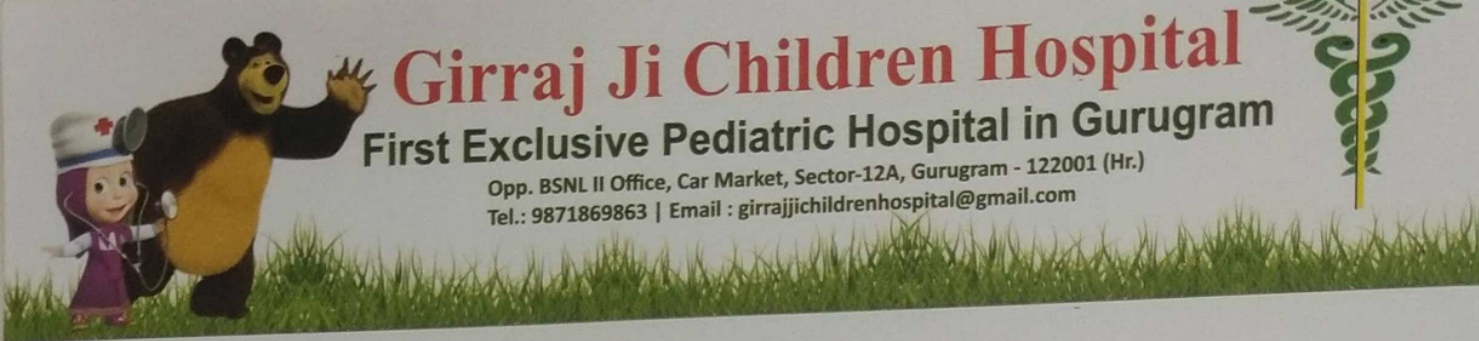 Girraj Ji Children Hospital
First Exclusive Pediatric Hospital in Gurugram
Opp. BSNL II Office, Car Market, Sector-12A, Gurugram - 122001 (Hr.)
Tel.: 9871869863 | Email : girrajjichildrenhospital@gmail.com